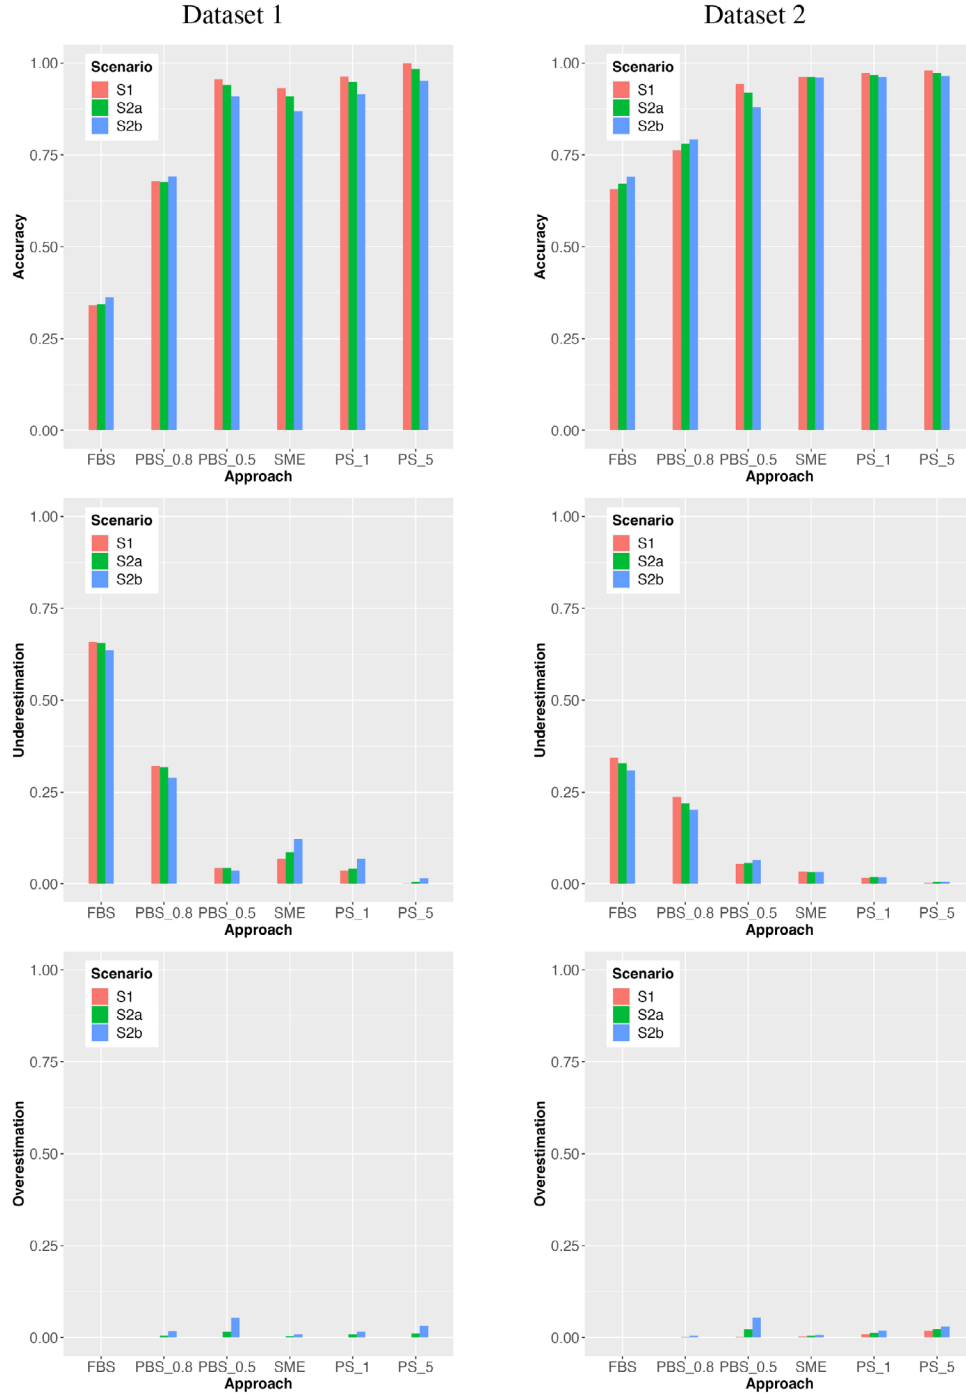 Dataset 1
Dataset 2
Scenario
S1
S2a
S2b
1.00
0.75
0.50
0.25
0.00
Accuracy
FBS PBS_0.8 PBS_0.5 SME PS_1 PS_5
Approach
Scenario
S1
S2a
S2b
1.00
0.75
0.50
0.25
0.00
Accuracy
FBS PBS_0.8 PBS_0.5 SME PS_1 PS_5
Approach
Scenario
S1
S2a
S2b
1.00
0.75
0.50
0.25
0.00
Underestimation
FBS PBS_0.8 PBS_0.5 SME PS_1 PS_5
Approach
Scenario
S1
S2a
S2b
1.00
0.75
0.50
0.25
0.00
Underestimation
FBS PBS_0.8 PBS_0.5 SME PS_1 PS_5
Approach
Scenario
S1
S2a
S2b
1.00
0.75
0.50
0.25
0.00
Overestimation
FBS PBS_0.8 PBS_0.5 SME PS_1 PS_5
Approach
Scenario
S1
S2a
S2b
1.00
0.75
0.50
0.25
0.00
Overestimation
FBS PBS_0.8 PBS_0.5 SME PS_1 PS_5
Approach